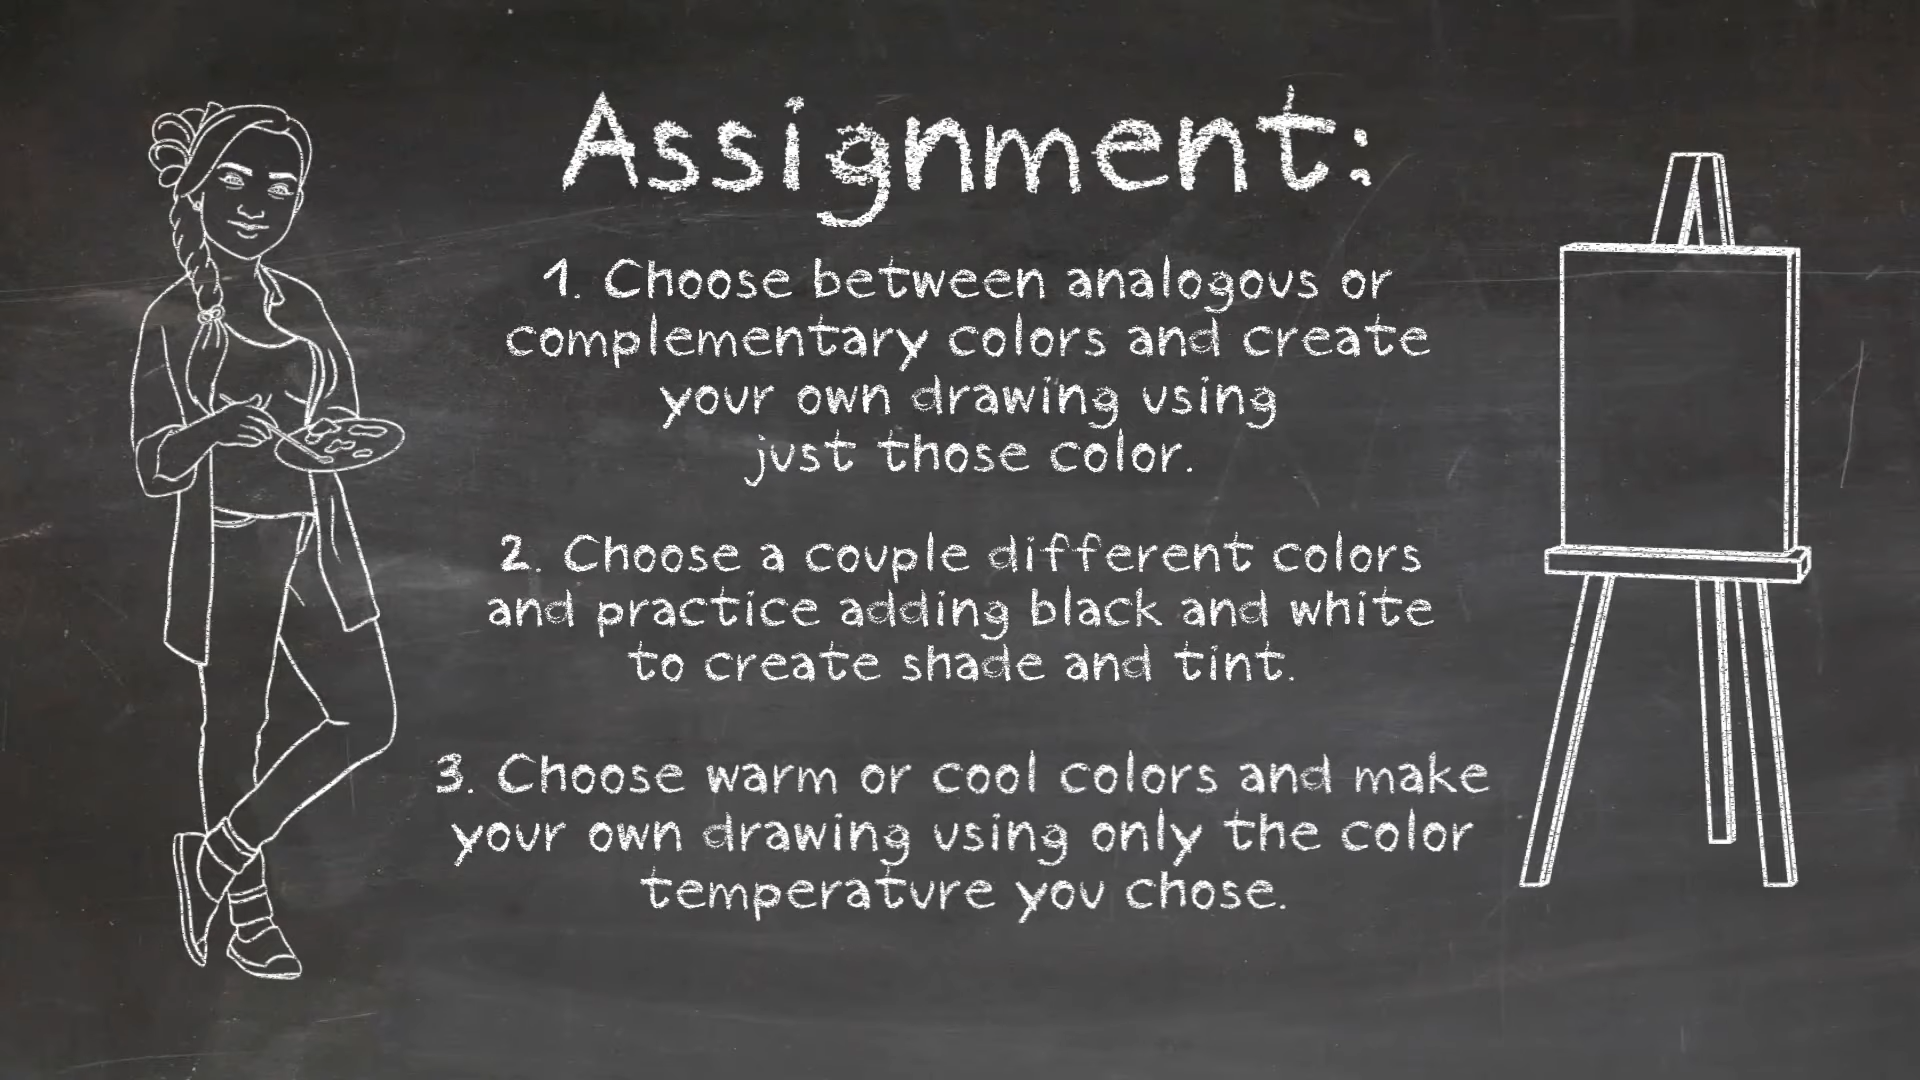 Assignment:
1. Choose between analogous or
complementary colors and create
your own drawing using
just those color.
2. Choose a couple different colors
and practice adding black and white
to create shade and tint.
3. Choose warm or cool colors and make
your own drawing using only the color
temperature you chose.